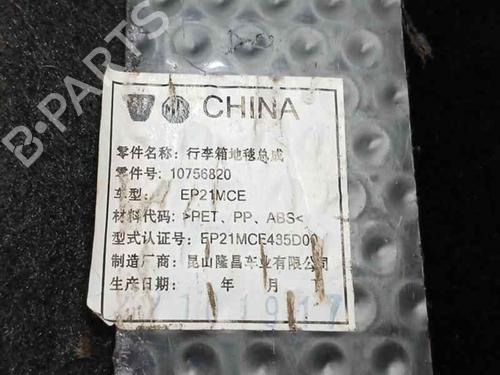 CHINA
零件名称: 行李箱地毯总成
零件号: 10756820
车型: EP21MCE
材料代码: >PET、PP、ABS<
型式认证号: EP21MCE435D00
制造厂商: 昆山隆昌车业有限公司
生产日期: 年 月
B-PARTS